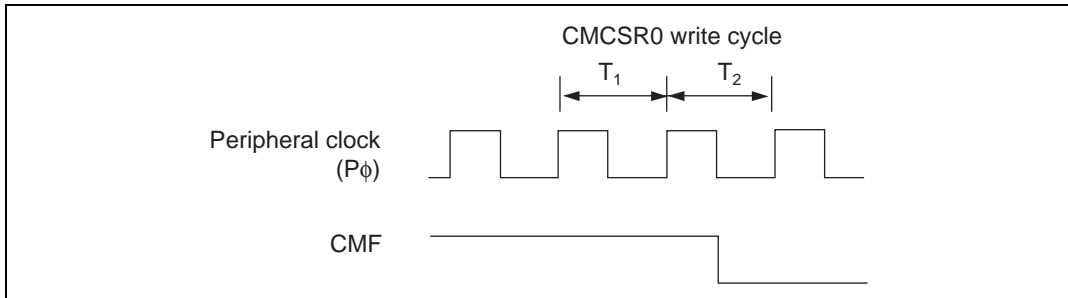 CMCSR0 write cycle
T1 T2
Peripheral clock
(Pϕ)
CMF